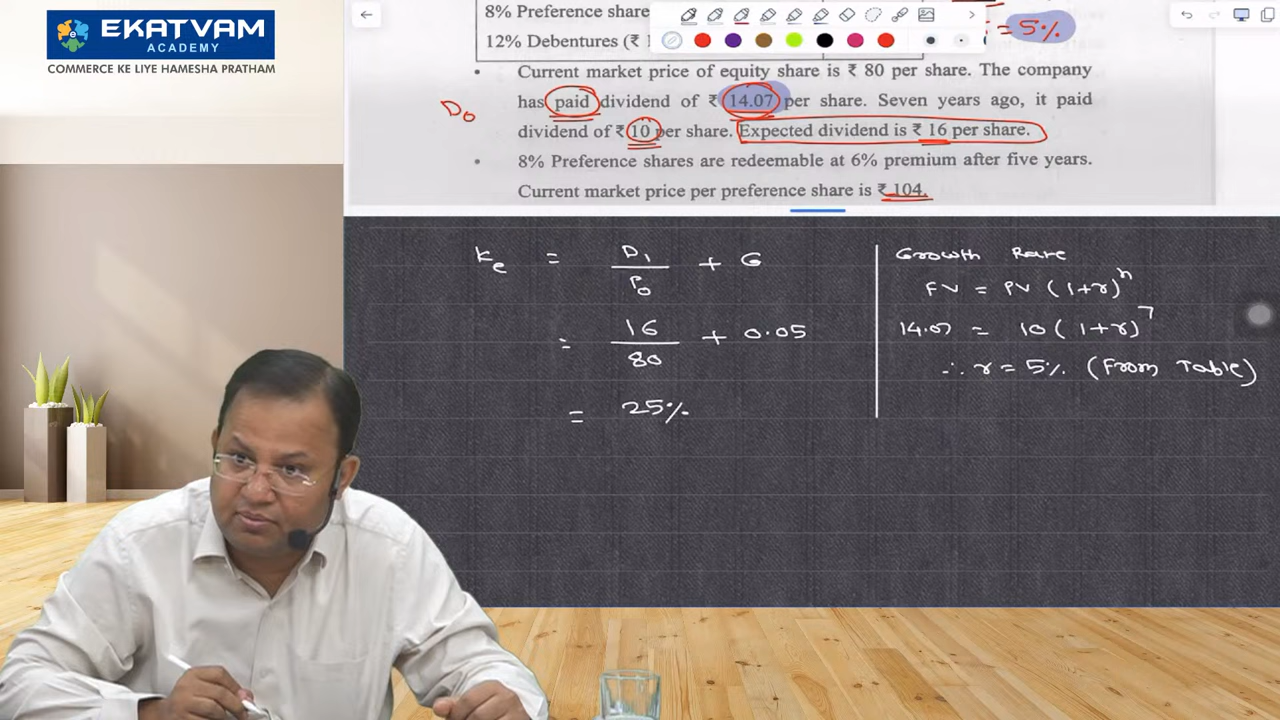 EKATVAM
ACADEMY
COMMERCE KE LIYE HAMESHA PRATHAM
8% Preference share
= 5%
12% Debentures (₹ 1
• Current market price of equity share is ₹ 80 per share. The company
has paid dividend of ₹ 14.07 per share. Seven years ago, it paid
D0
dividend of ₹ 10 per share. Expected dividend is ₹ 16 per share.
• 8% Preference shares are redeemable at 6% premium after five years.
Current market price per preference share is ₹ 104.
Ke = D1 / P0 + G
= 16 / 80 + 0.05
= 25%
Growth Rate
FV = PV (1+r)^n
14.07 = 10 (1+r)^7
∴ r = 5% (From Table)